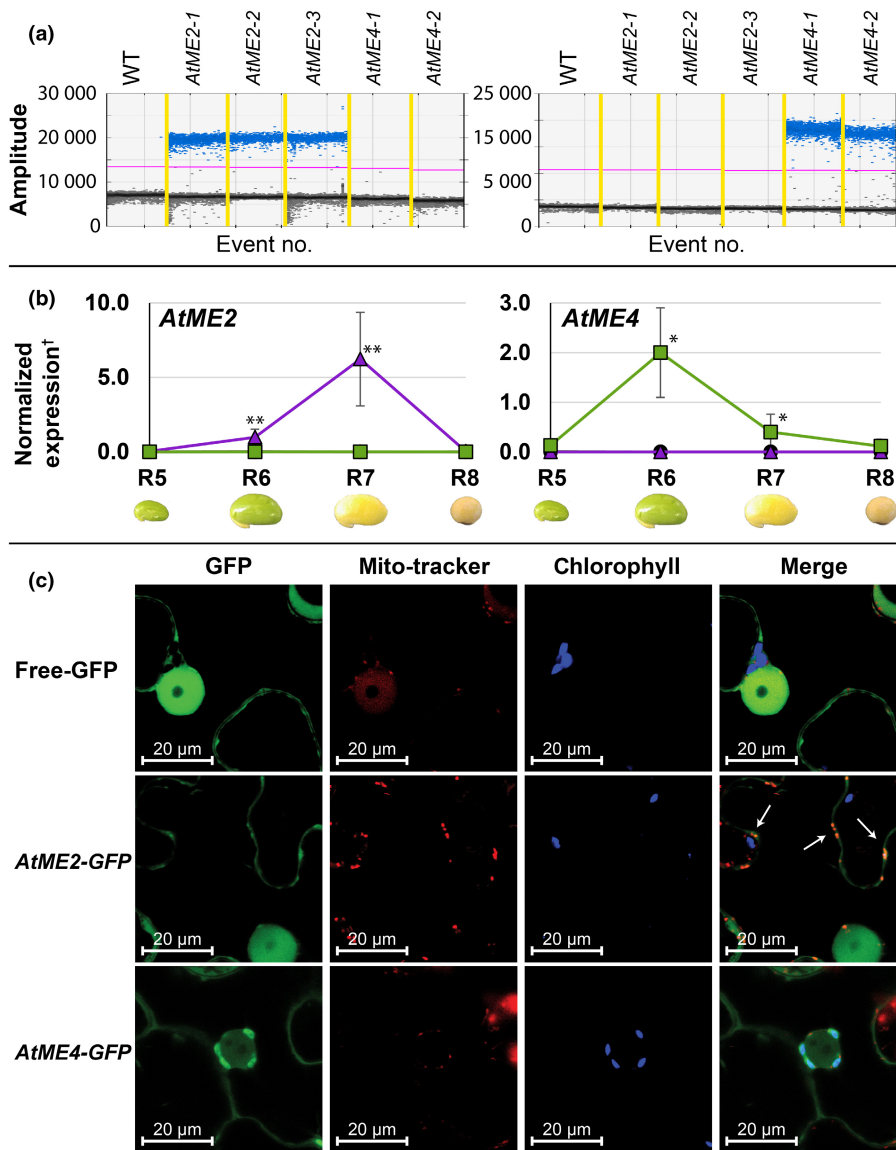 (a)
WT AtME2-1 AtME2-2 AtME2-3 AtME4-1 AtME4-2
WT AtME2-1 AtME2-2 AtME2-3 AtME4-1 AtME4-2
Amplitude
30 000
20 000
10 000
0
25 000
15 000
5 000
0
Event no.
Event no.
(b)
Normalized
expression†
10.0
5.0
0.0
AtME2
**
**
R5 R6 R7 R8
3.0
2.0
1.0
0.0
AtME4
*
*
R5 R6 R7 R8
(c)
GFP Mito-tracker Chlorophyll Merge
Free-GFP
20 µm 20 µm 20 µm 20 µm
AtME2-GFP
20 µm 20 µm 20 µm 20 µm
AtME4-GFP
20 µm 20 µm 20 µm 20 µm